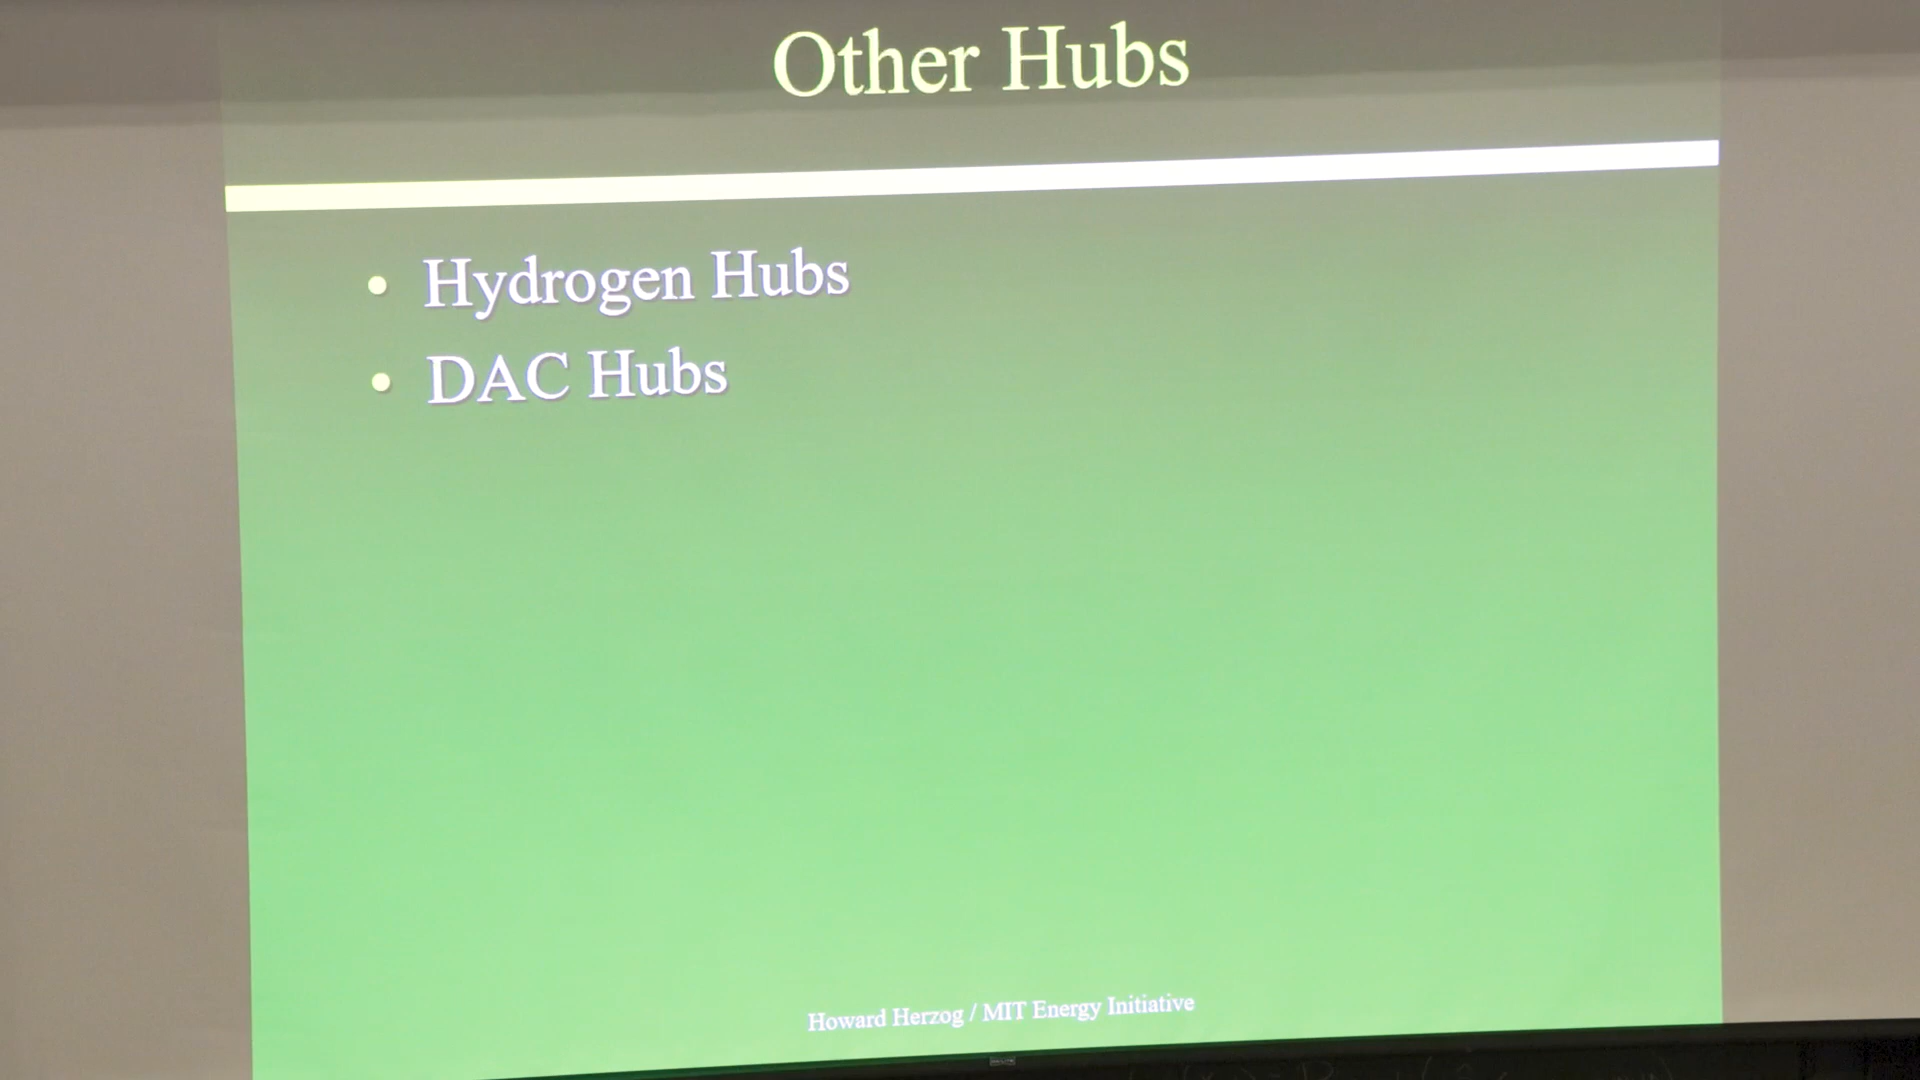 Other Hubs
• Hydrogen Hubs
• DAC Hubs
Howard Herzog / MIT Energy Initiative